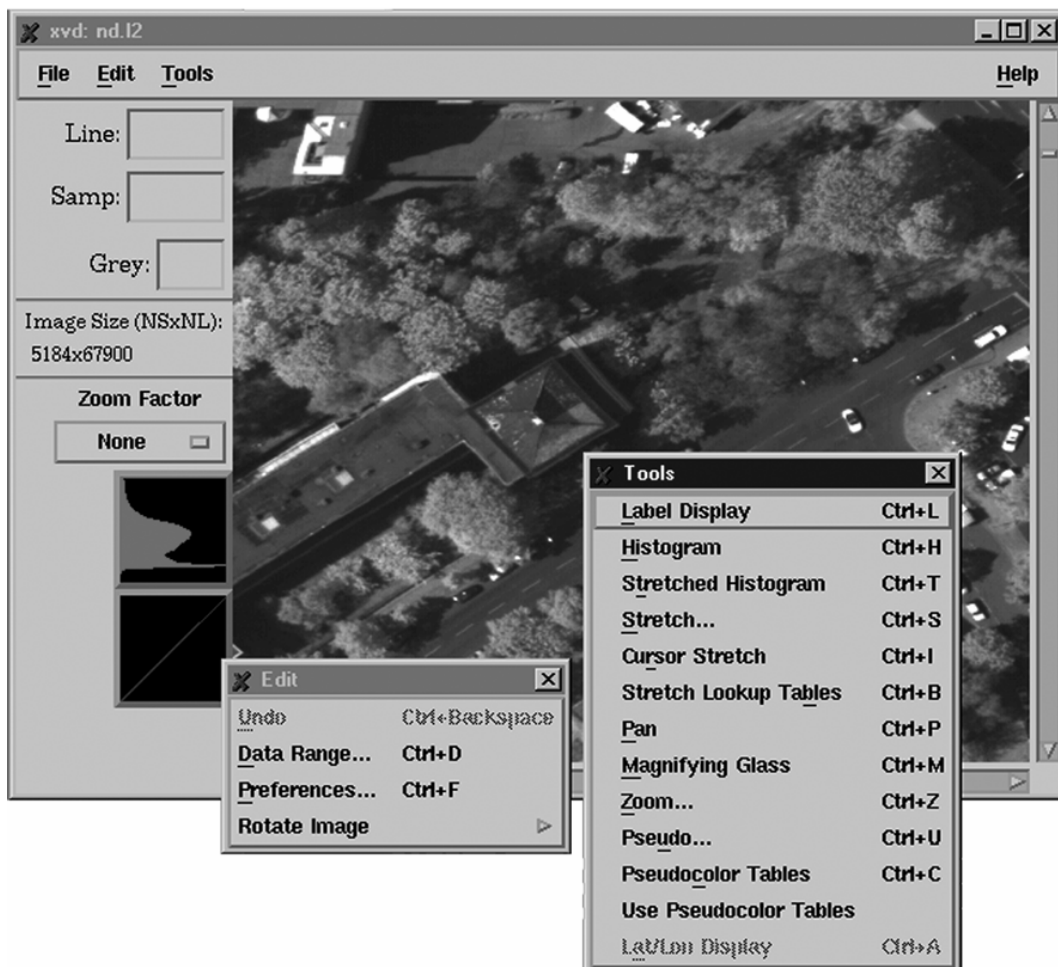 xvd: nd.l2
File Edit Tools Help
Line:
Samp:
Grey:
Image Size (NSxNL):
5184x67900
Zoom Factor
None
Edit
Undo Ctrl+Backspace
Data Range... Ctrl+D
Preferences... Ctrl+F
Rotate Image
Tools
Label Display Ctrl+L
Histogram Ctrl+H
Stretched Histogram Ctrl+T
Stretch... Ctrl+S
Cursor Stretch Ctrl+I
Stretch Lookup Tables Ctrl+B
Pan Ctrl+P
Magnifying Glass Ctrl+M
Zoom... Ctrl+Z
Pseudo... Ctrl+U
Pseudocolor Tables Ctrl+C
Use Pseudocolor Tables
Lat/Lon Display Ctrl+A